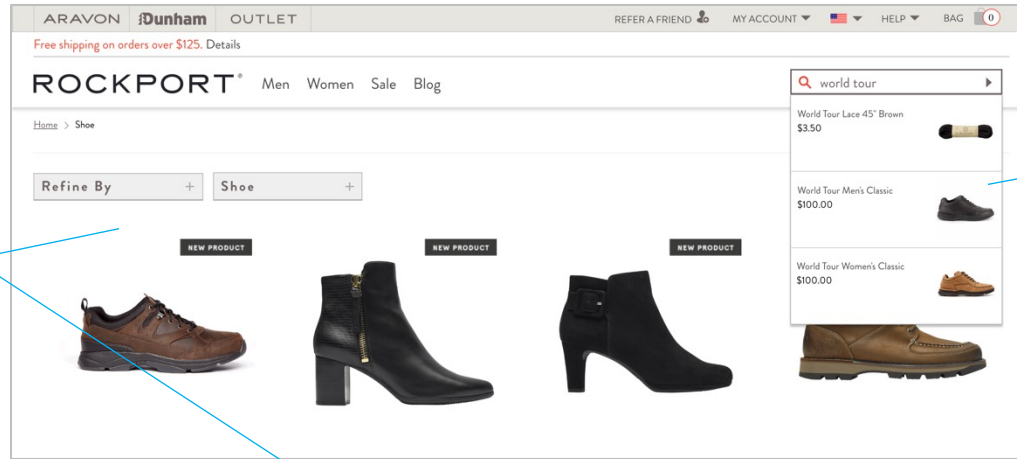 ARAVON Dunham OUTLET REFER A FRIEND MY ACCOUNT HELP BAG 0
Free shipping on orders over $125. Details
ROCKPORT® Men Women Sale Blog
world tour
World Tour Lace 45" Brown
$3.50
Home > Shoe
Refine By + Shoe +
World Tour Men's Classic
$100.00
NEW PRODUCT NEW PRODUCT NEW PRODUCT
World Tour Women's Classic
$100.00